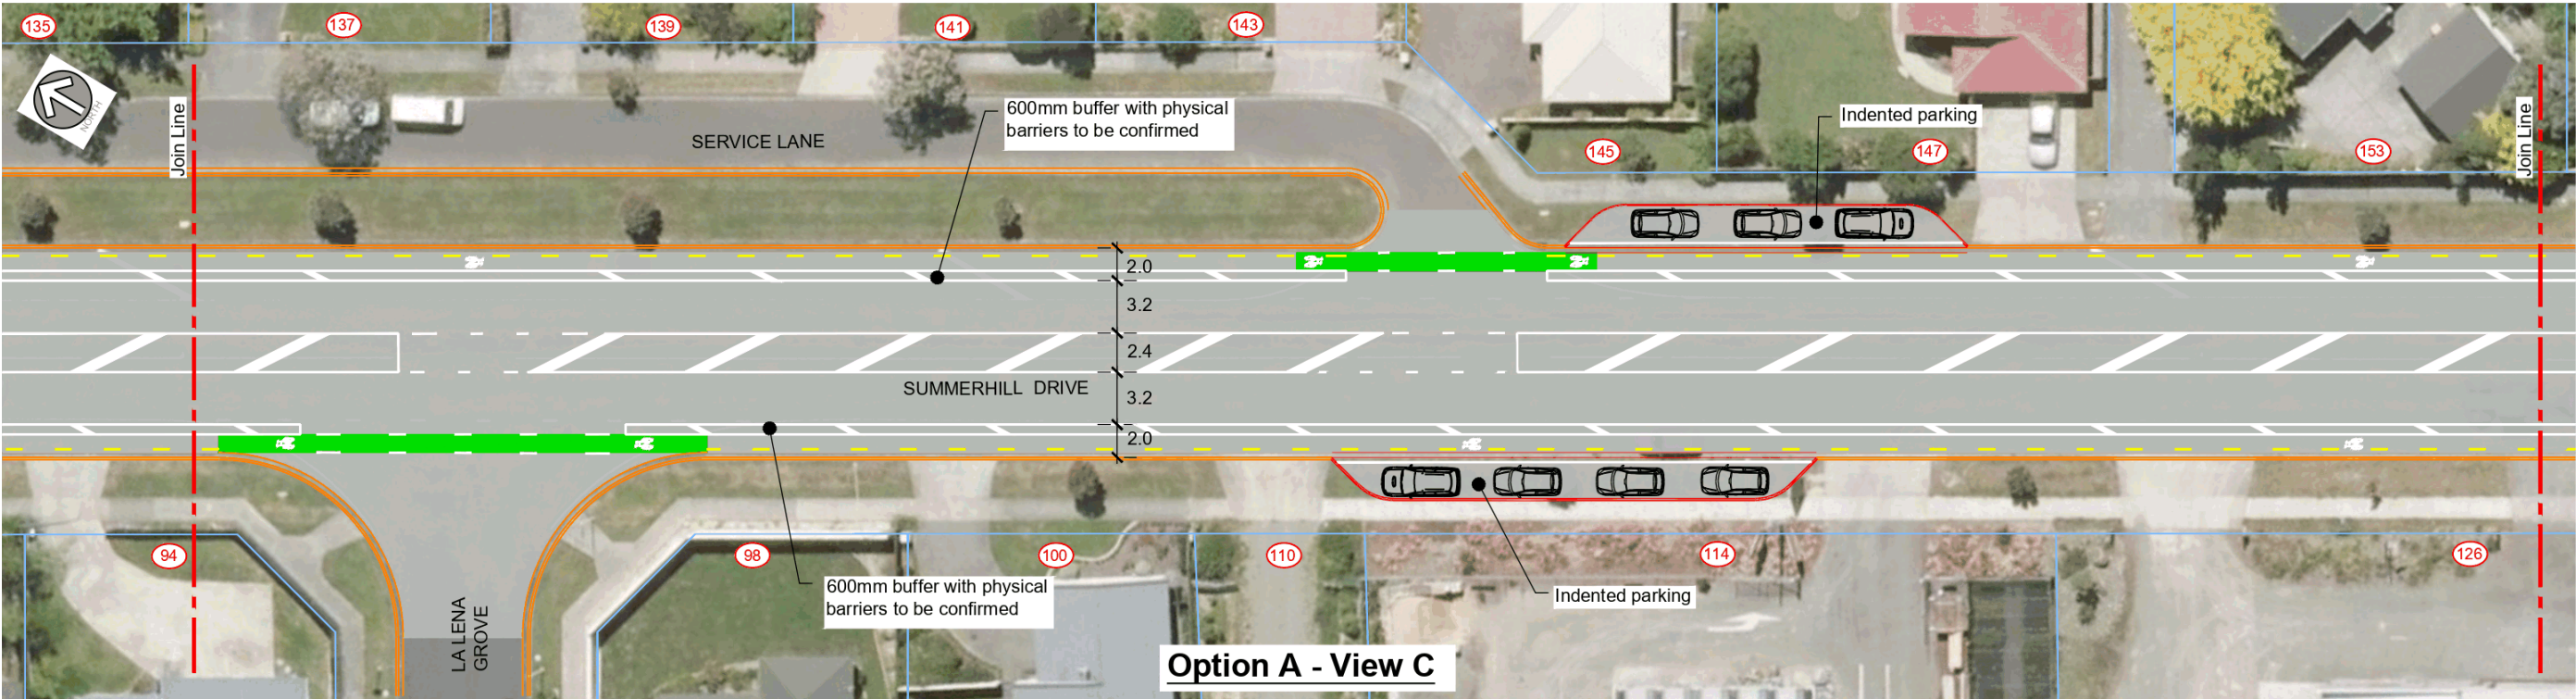 135
137
139
141
143
NORTH
Join Line
SERVICE LANE
600mm buffer with physical
barriers to be confirmed
Indented parking
145
147
153
Join Line
2.0
3.2
2.4
3.2
2.0
SUMMERHILL DRIVE
94
98
100
110
114
126
LA LENA
GROVE
600mm buffer with physical
barriers to be confirmed
Indented parking
Option A - View C